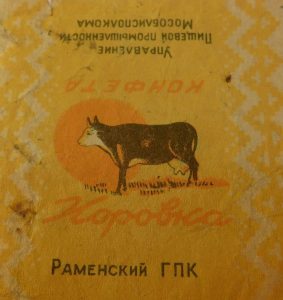 Управление
Пищевой промышленности
Мособлисполкома
КОНФЕТА
Коровка
Раменский ГПК